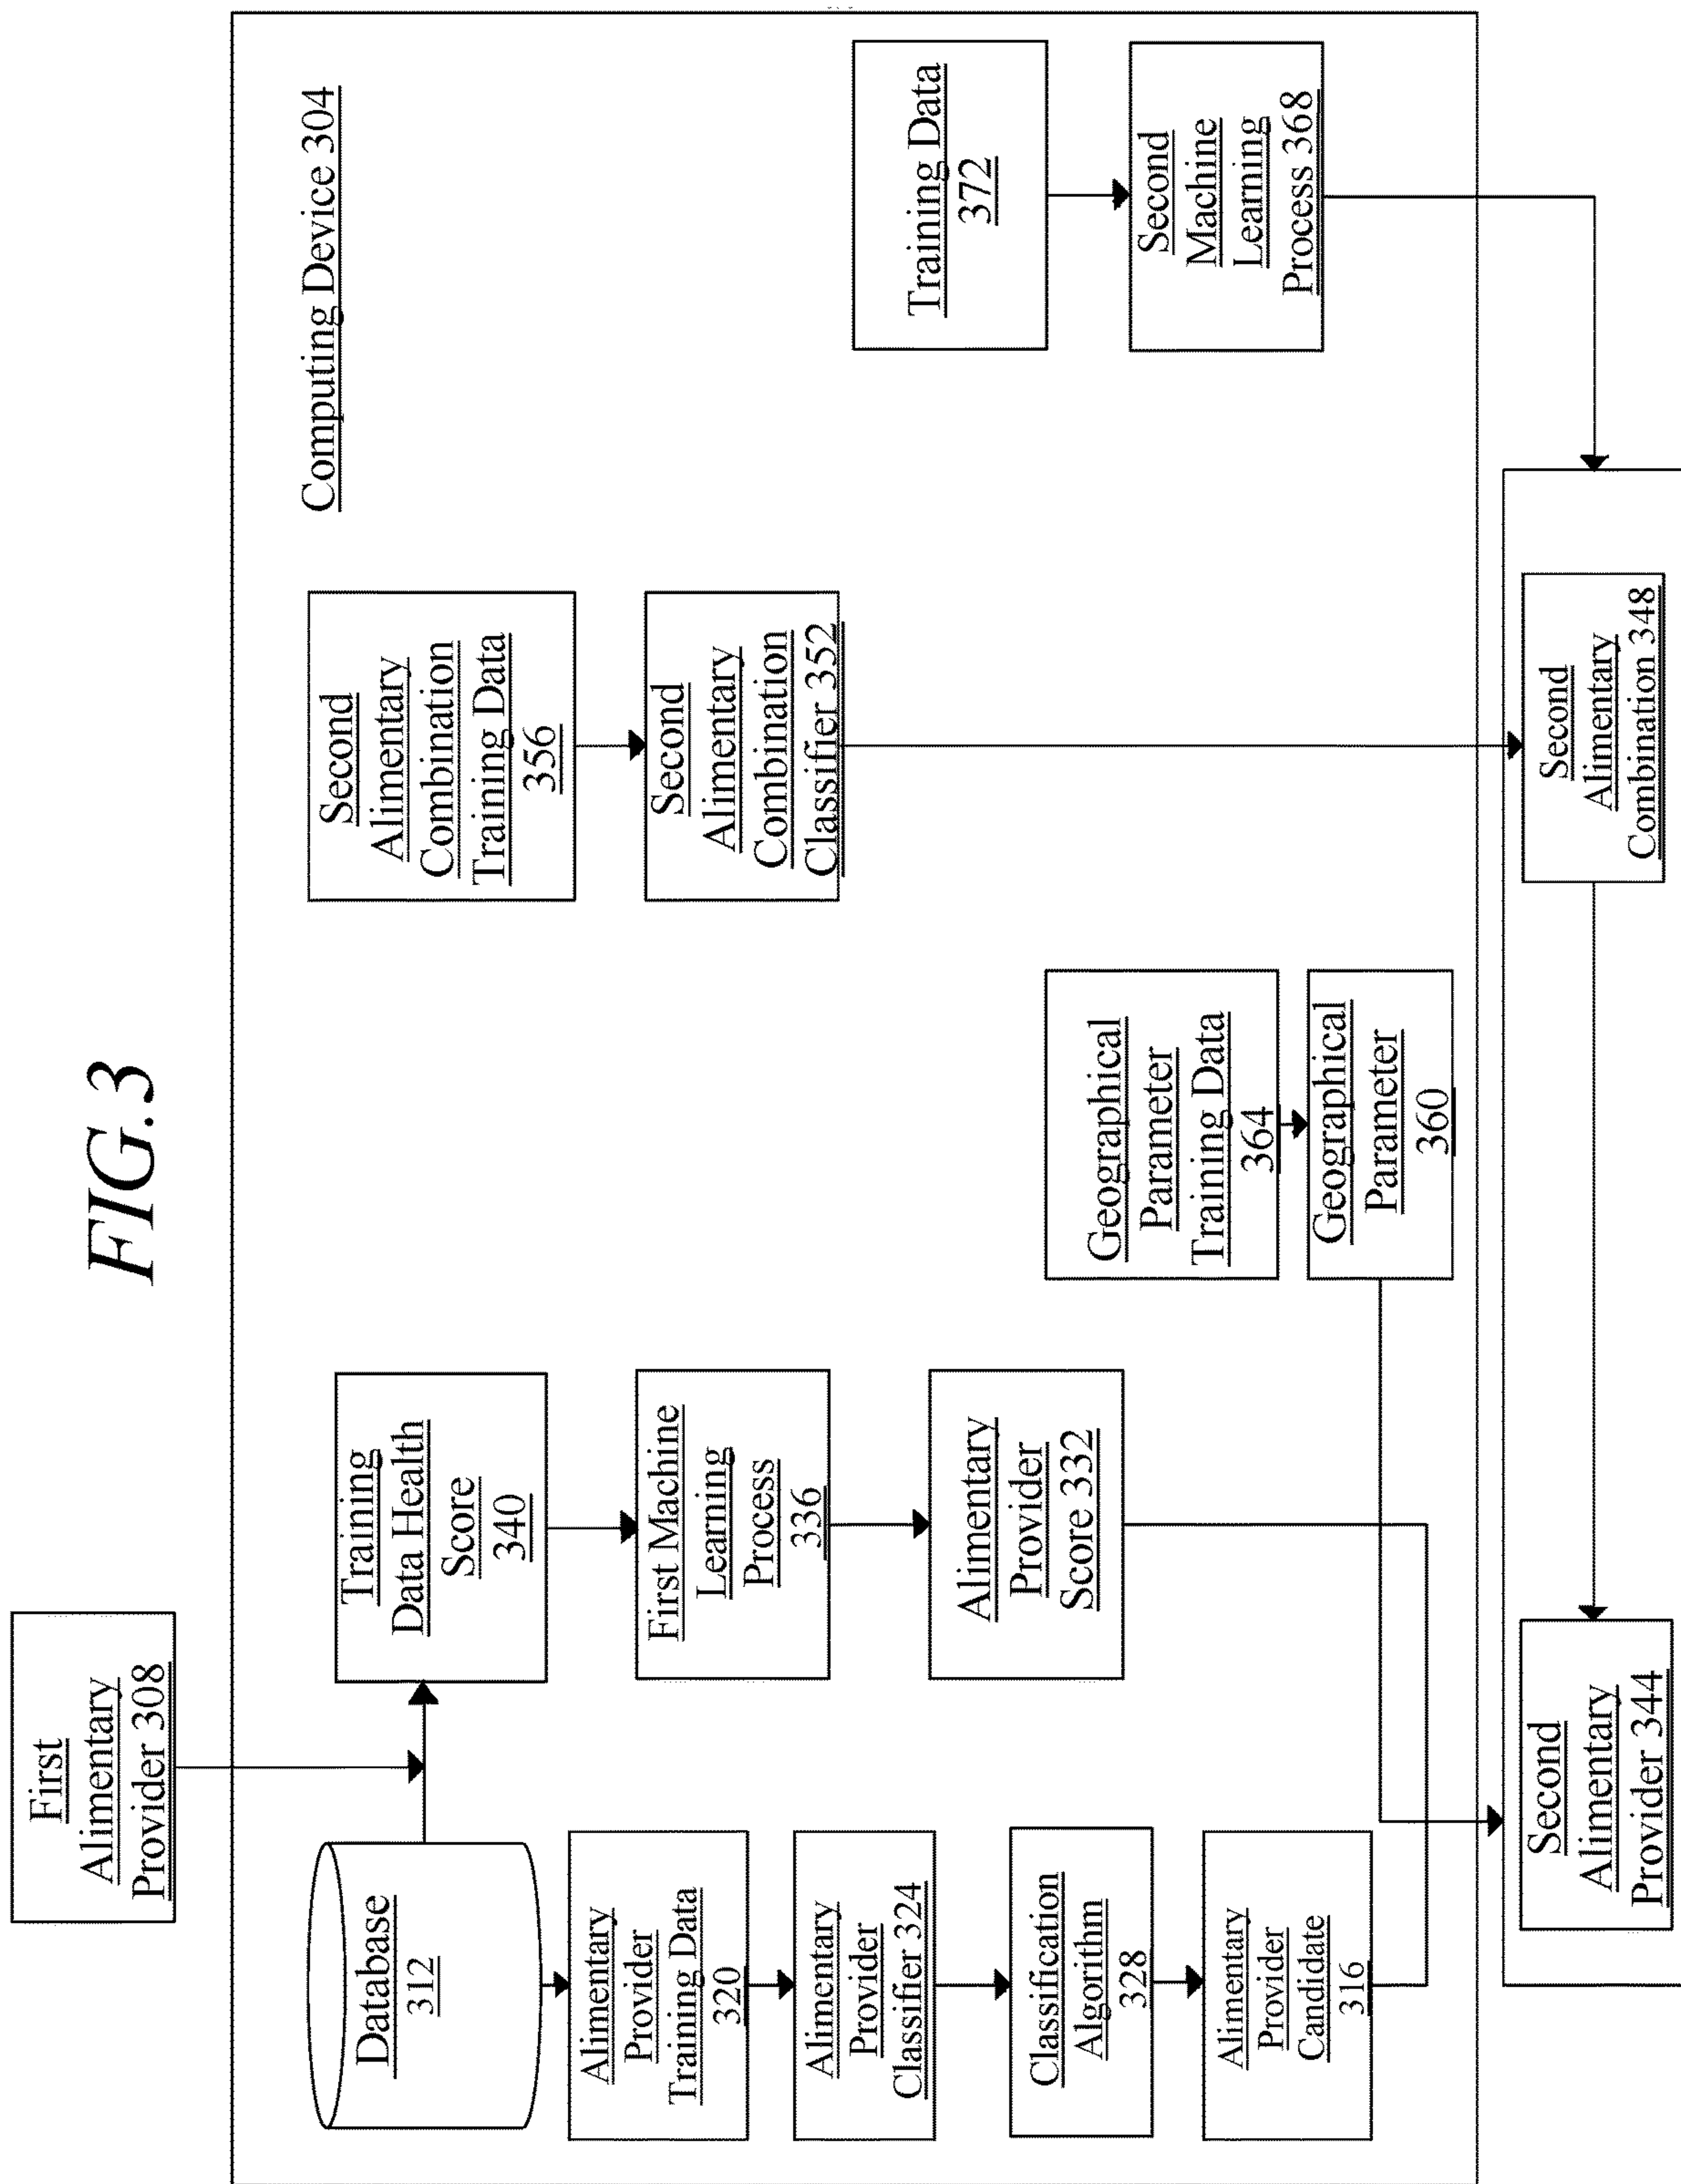 FIG.3
First
Alimentary
Provider 308
Computing Device 304
Database
312
Training
Data Health
Score
340
Second
Alimentary
Combination
Training Data
356
Alimentary
Provider
Training Data
320
First Machine
Learning
Process
336
Second
Alimentary
Combination
Classifier 352
Alimentary
Provider
Classifier 324
Training Data
372
Classification
Algorithm
328
Alimentary
Provider
Score 332
Geographical
Parameter
Training Data
364
Second
Machine
Learning
Process 368
Alimentary
Provider
Candidate
316
Geographical
Parameter
360
Second
Alimentary
Provider 344
Second
Alimentary
Combination 348